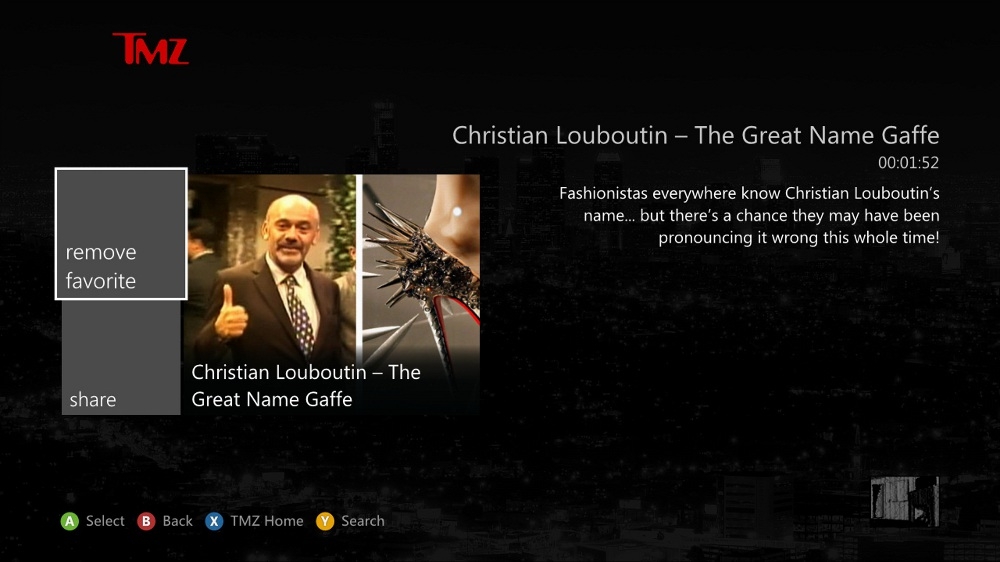 TMZ
Christian Louboutin – The Great Name Gaffe
00:01:52
Fashionistas everywhere know Christian Louboutin's
name... but there's a chance they may have been
pronouncing it wrong this whole time!
remove
favorite
share
Christian Louboutin – The
Great Name Gaffe
A Select B Back X TMZ Home Y Search